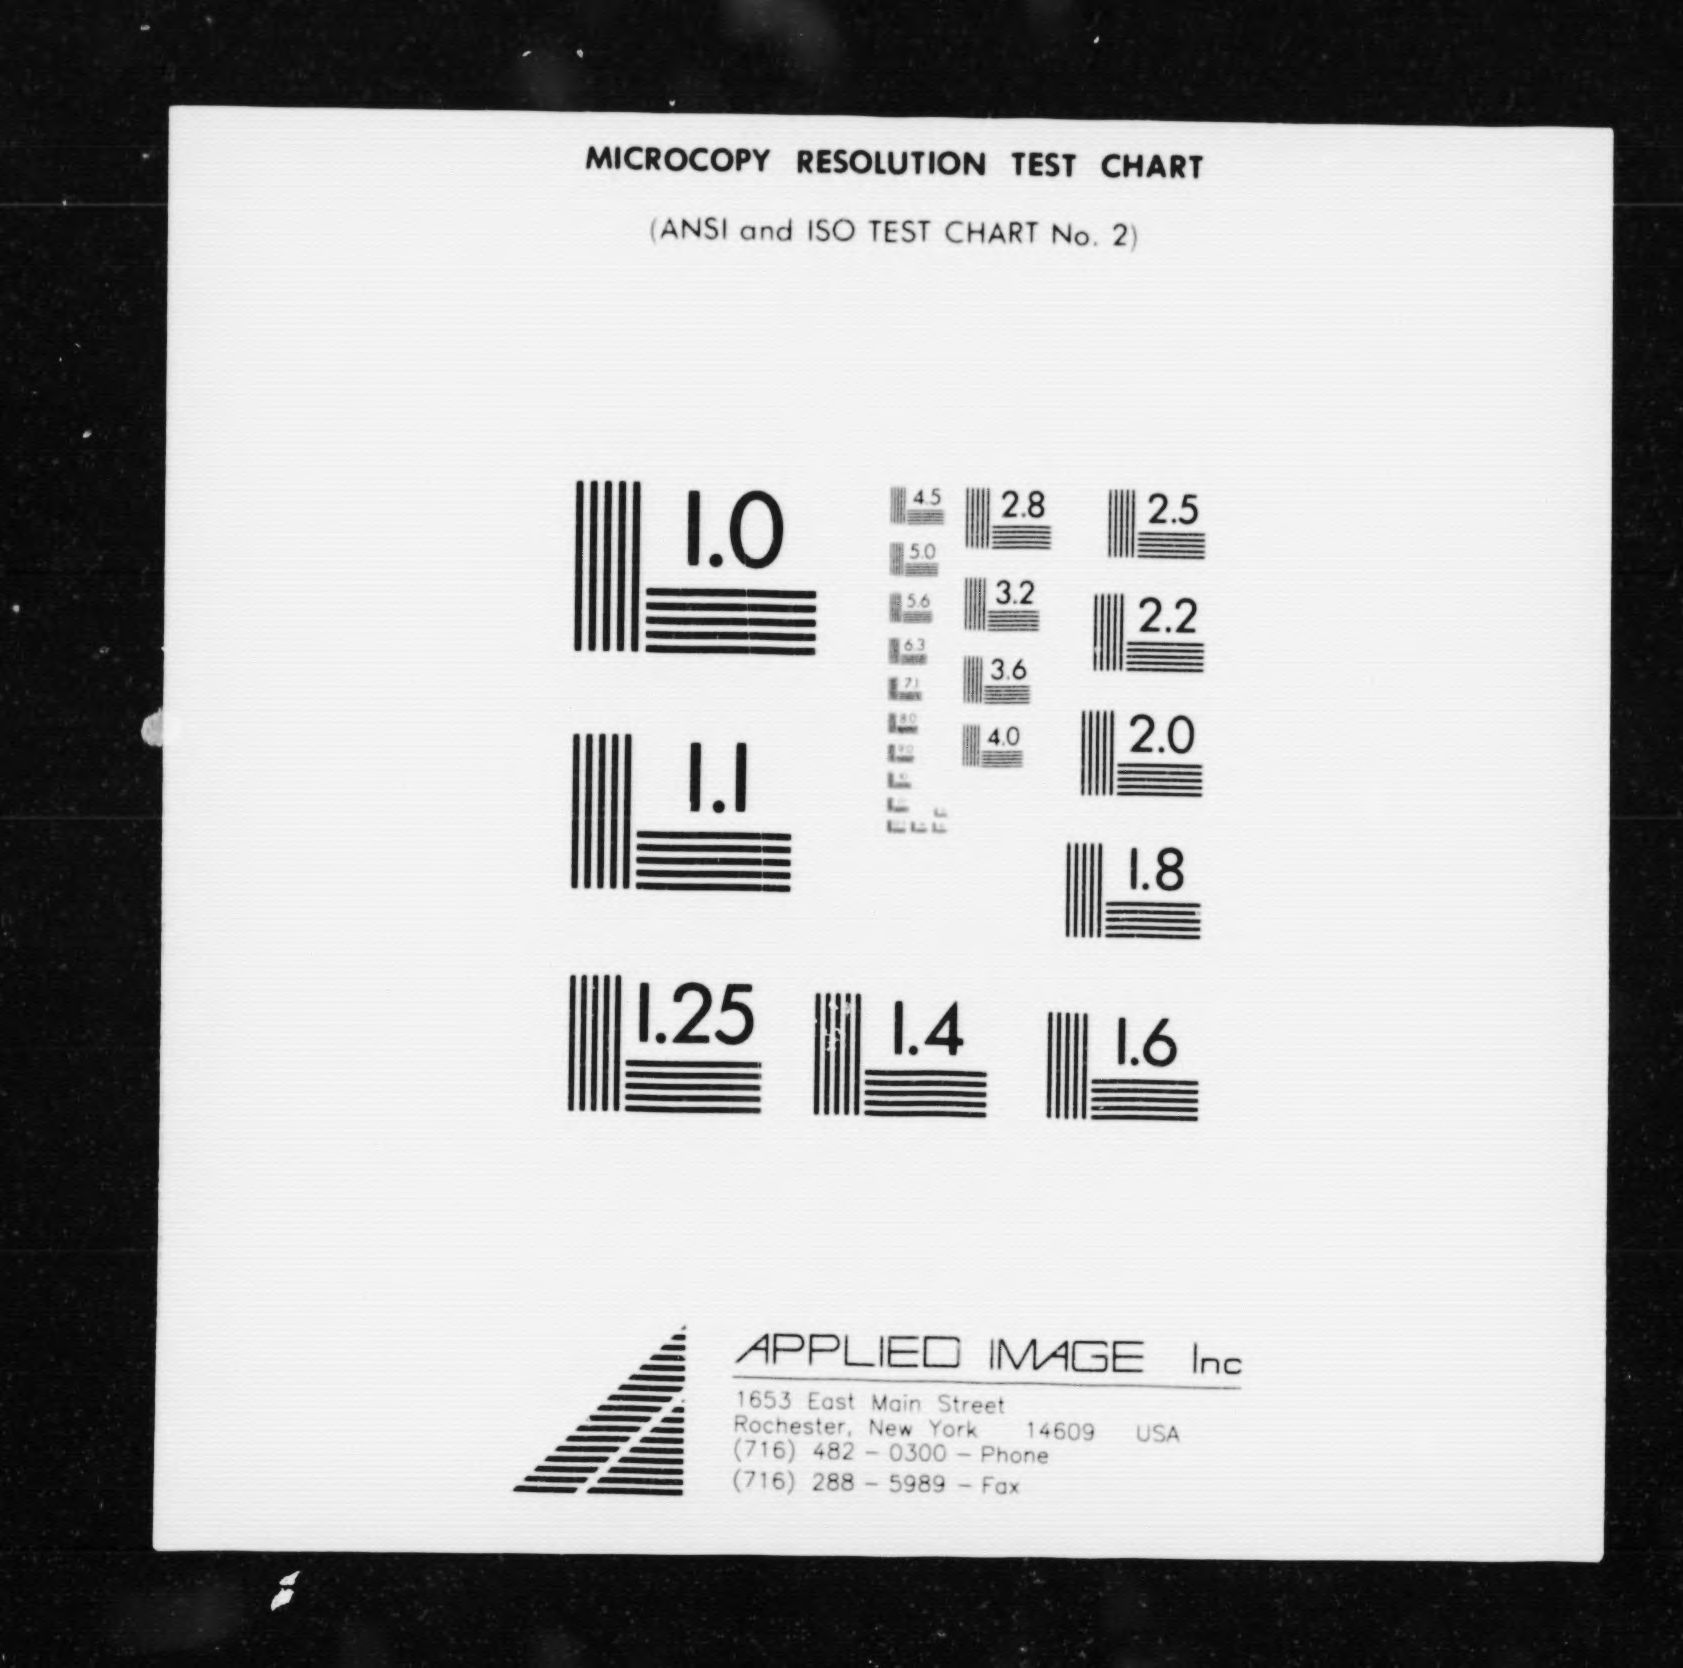 MICROCOPY RESOLUTION TEST CHART
(ANSI and ISO TEST CHART No. 2)
1.0
1.1
1.25
1.4
1.6
1.8
2.0
2.2
2.5
2.8
3.2
3.6
4.0
4.5
5.0
5.6
6.3
7.1
8.0
9.0
APPLIED IMAGE Inc
1653 East Main Street
Rochester, New York 14609 USA
(716) 482 – 0300 – Phone
(716) 288 – 5989 – Fax